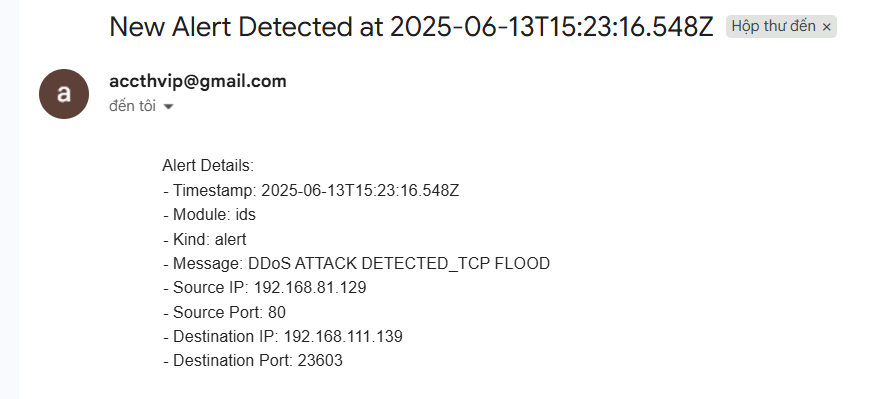 New Alert Detected at 2025-06-13T15:23:16.548Z Hộp thư đến ×
a
accthvip@gmail.com
đến tôi
Alert Details:
- Timestamp: 2025-06-13T15:23:16.548Z
- Module: ids
- Kind: alert
- Message: DDoS ATTACK DETECTED_TCP FLOOD
- Source IP: 192.168.81.129
- Source Port: 80
- Destination IP: 192.168.111.139
- Destination Port: 23603